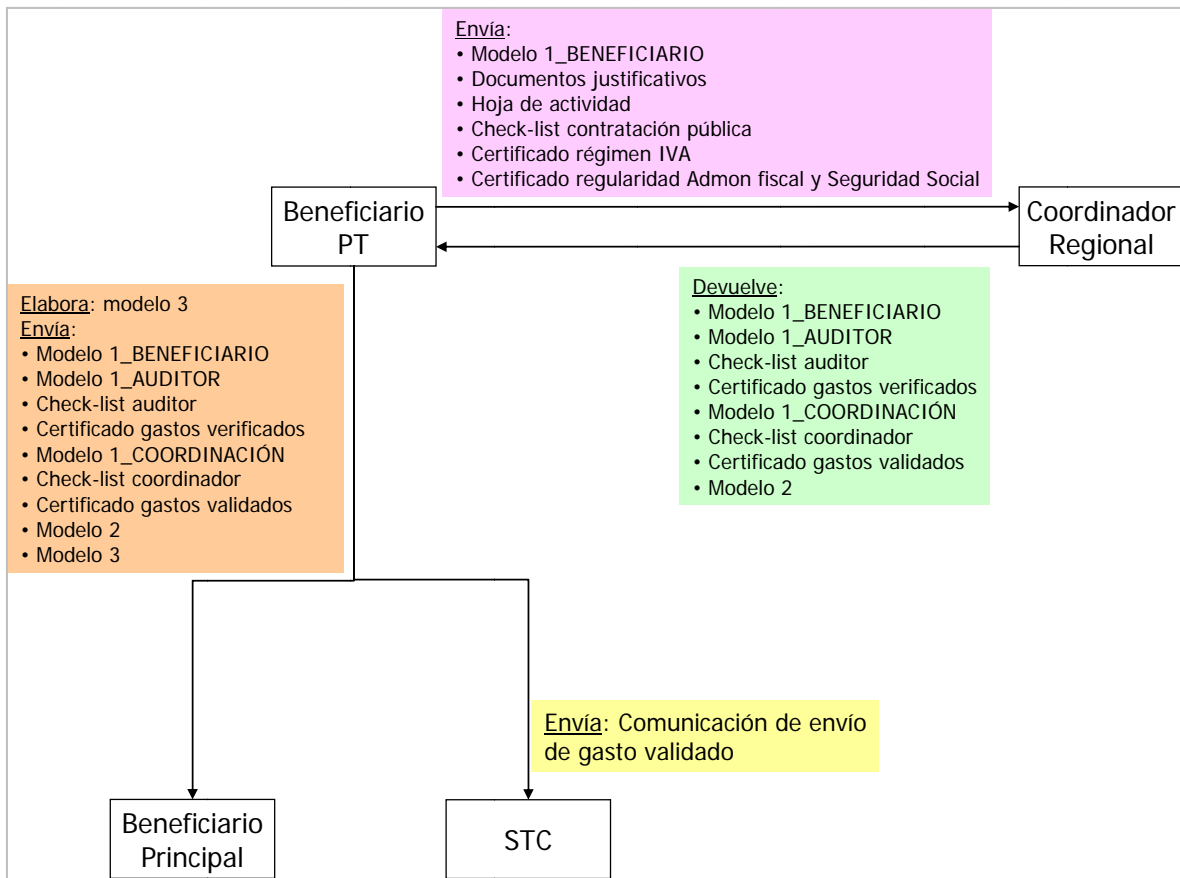 Envía:
• Modelo 1_BENEFICIARIO
• Documentos justificativos
• Hoja de actividad
• Check-list contratación pública
• Certificado régimen IVA
• Certificado regularidad Admon fiscal y Seguridad Social
Beneficiario
PT
Coordinador
Regional
Elabora: modelo 3
Envía:
• Modelo 1_BENEFICIARIO
• Modelo 1_AUDITOR
• Check-list auditor
• Certificado gastos verificados
• Modelo 1_COORDINACIÓN
• Check-list coordinador
• Certificado gastos validados
• Modelo 2
• Modelo 3
Devuelve:
• Modelo 1_BENEFICIARIO
• Modelo 1_AUDITOR
• Check-list auditor
• Certificado gastos verificados
• Modelo 1_COORDINACIÓN
• Check-list coordinador
• Certificado gastos validados
• Modelo 2
Envía: Comunicación de envío
de gasto validado
Beneficiario
Principal
STC